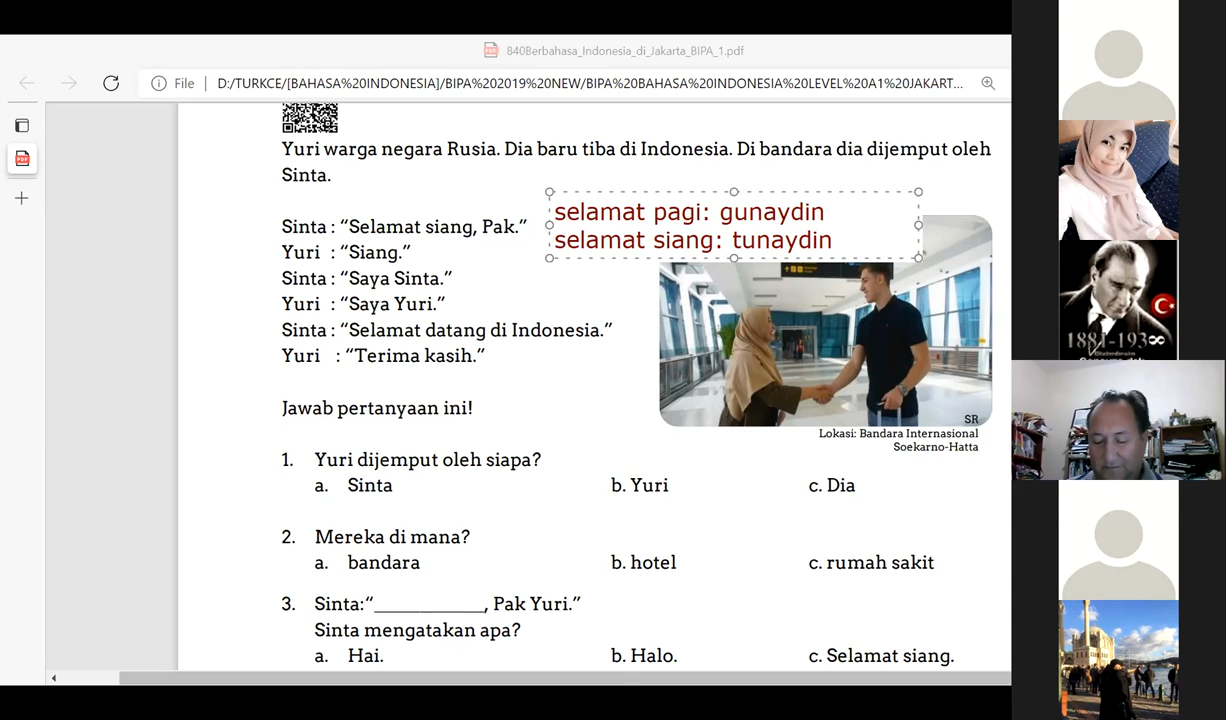 840Berbahasa_Indonesia_di_Jakarta_BIPA_1.pdf
File
D:/TURKCE/[BAHASA%20INDONESIA]/BIPA%202019%20NEW/BIPA%20BAHASA%20INDONESIA%20LEVEL%20A1%20JAKART...
Yuri warga negara Rusia. Dia baru tiba di Indonesia. Di bandara dia dijemput oleh
Sinta.
selamat pagi: gunaydin
selamat siang: tunaydin
Sinta : “Selamat siang, Pak.”
Yuri : “Siang.”
Sinta : “Saya Sinta.”
Yuri : “Saya Yuri.”
Sinta : “Selamat datang di Indonesia.”
Yuri : “Terima kasih.”
SR
Lokasi: Bandara Internasional
Soekarno-Hatta
Jawab pertanyaan ini!
1. Yuri dijemput oleh siapa?
a. Sinta b. Yuri c. Dia
2. Mereka di mana?
a. bandara b. hotel c. rumah sakit
3. Sinta:“____________, Pak Yuri.”
Sinta mengatakan apa?
a. Hai. b. Halo. c. Selamat siang.
PDF
1881-193∞